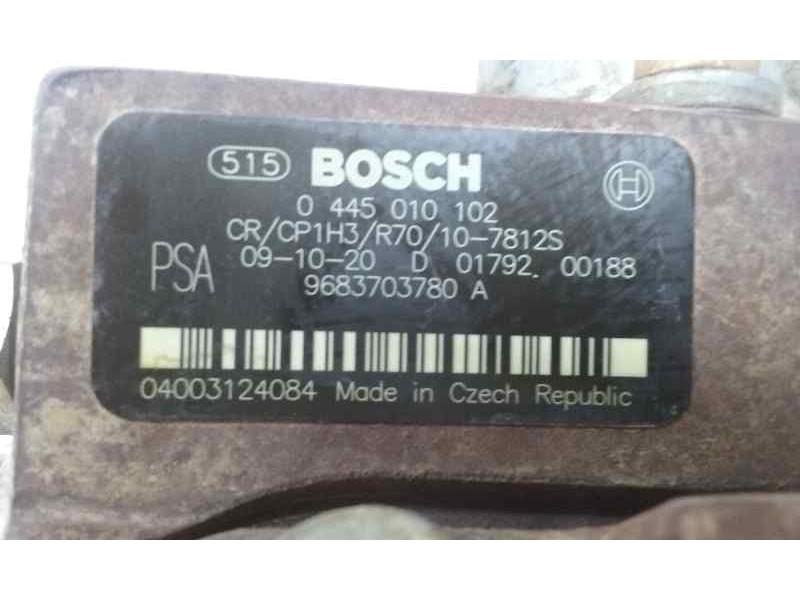 515 BOSCH
0 445 010 102
CR/CP1H3/R70/10-7812S
PSA 09-10-20 D 01792 00188
9683703780 A
04003124084 Made in Czech Republic